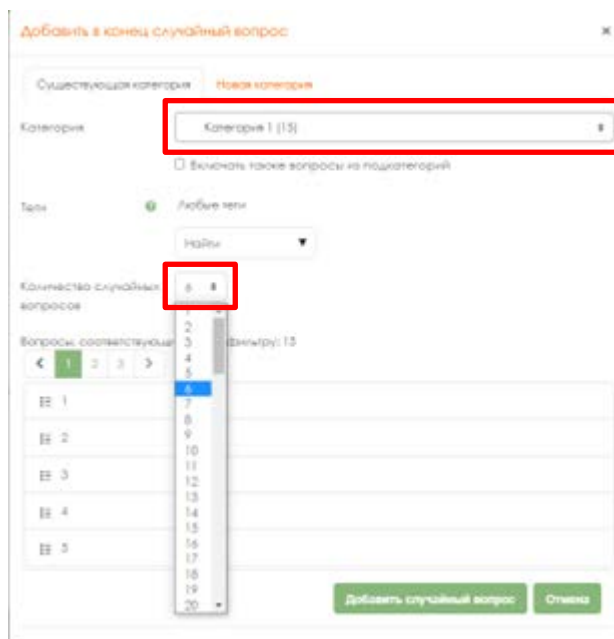 Добавить в конец случайный вопрос ×
Существующая категория Новая категория
Категория Категория 1 (15)
Включать также вопросы из подкатегорий
Теги Любые теги
Найти ▼
Количество случайных 6
вопросов
1
2
Вопросы, соответствующ фильтру): 15
3
4
1 2 3
5
6
1
7
8
2
9
10
3
11
12
4
13
14
5
15
16
17
18
19
20
Добавить случайный вопрос Отмена